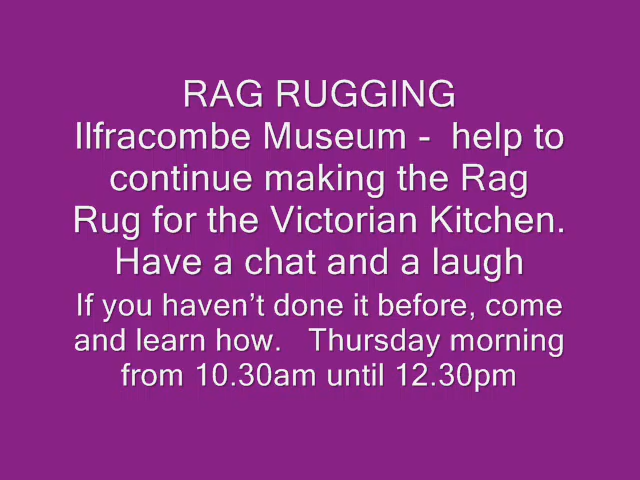 RAG RUGGING
Ilfracombe Museum -  help to
continue making the Rag
Rug for the Victorian Kitchen.
Have a chat and a laugh
If you haven’t done it before, come
and learn how.   Thursday morning
from 10.30am until 12.30pm